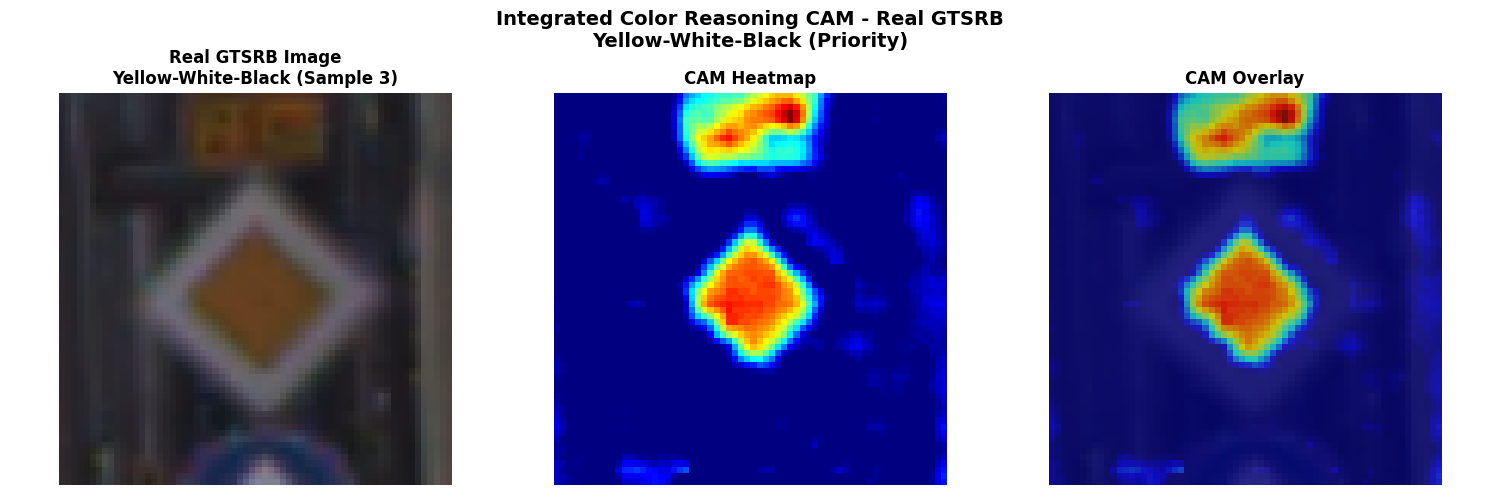 Integrated Color Reasoning CAM - Real GTSRB
Yellow-White-Black (Priority)
Real GTSRB Image
Yellow-White-Black (Sample 3)
CAM Heatmap
CAM Overlay